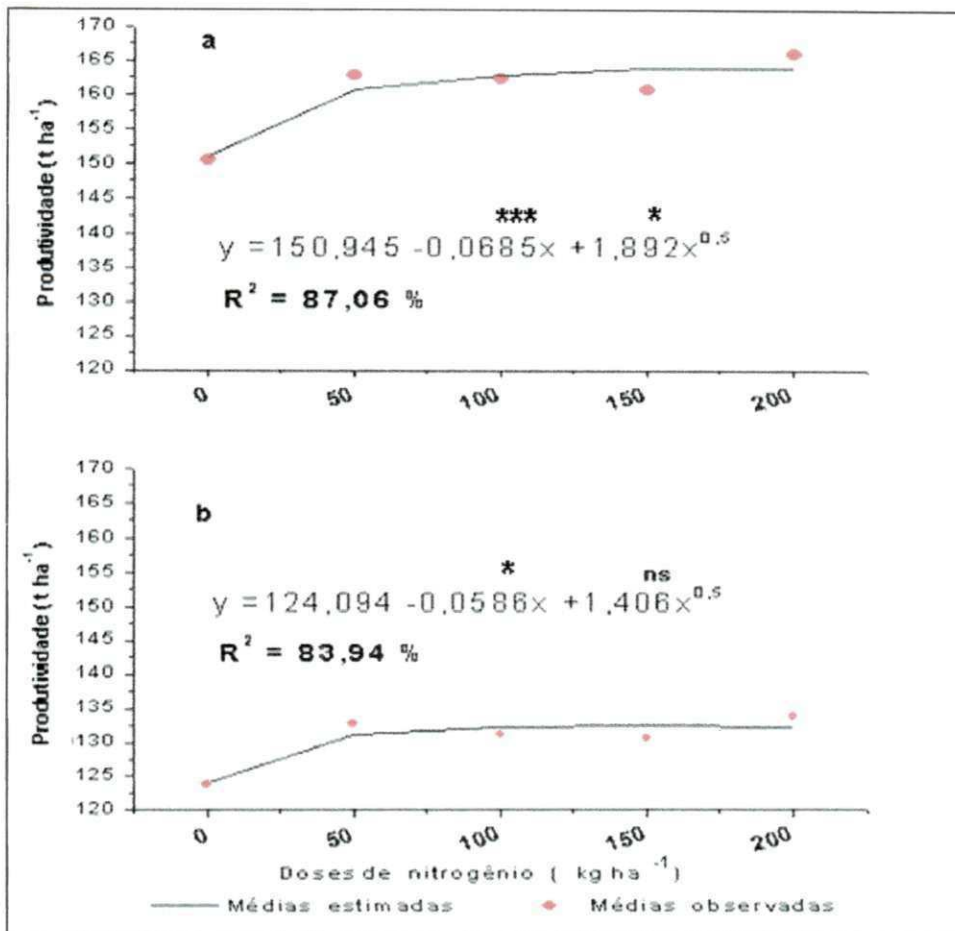 170
165
160
155
150
145
140
135
130
125
120
Produtividade (t ha⁻¹)
a
*** *
y =150,945 -0,0685x +1,892x^0,5
R² = 87,06 %
0 50 100 150 200
170
165
160
155
150
145
140
135
130
125
120
Produtividade (t ha⁻¹)
b
* ns
y =124,094 -0,0586x +1,406x^0,5
R² = 83,94 %
0 50 100 150 200
Doses de nitrogênio ( kg ha ⁻¹)
Médias estimadas Médias observadas